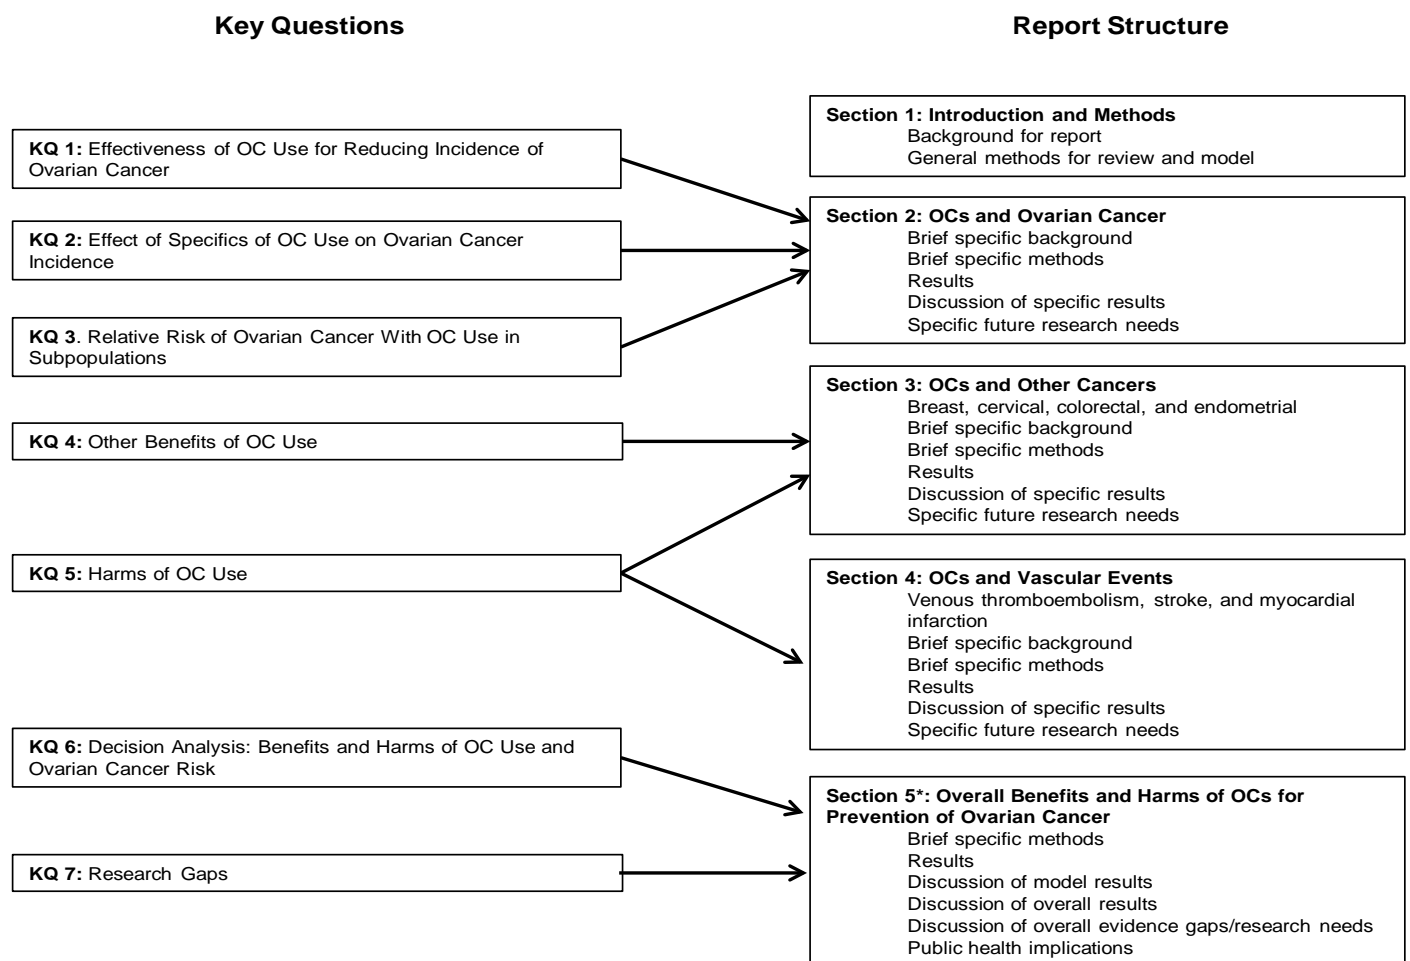 Key Questions
Report Structure
KQ 1: Effectiveness of OC Use for Reducing Incidence of
Ovarian Cancer
KQ 2: Effect of Specifics of OC Use on Ovarian Cancer
Incidence
KQ 3. Relative Risk of Ovarian Cancer With OC Use in
Subpopulations
KQ 4: Other Benefits of OC Use
KQ 5: Harms of OC Use
KQ 6: Decision Analysis: Benefits and Harms of OC Use and
Ovarian Cancer Risk
KQ 7: Research Gaps
Section 1: Introduction and Methods
Background for report
General methods for review and model
Section 2: OCs and Ovarian Cancer
Brief specific background
Brief specific methods
Results
Discussion of specific results
Specific future research needs
Section 3: OCs and Other Cancers
Breast, cervical, colorectal, and endometrial
Brief specific background
Brief specific methods
Results
Discussion of specific results
Specific future research needs
Section 4: OCs and Vascular Events
Venous thromboembolism, stroke, and myocardial
infarction
Brief specific background
Brief specific methods
Results
Discussion of specific results
Specific future research needs
Section 5*: Overall Benefits and Harms of OCs for
Prevention of Ovarian Cancer
Brief specific methods
Results
Discussion of model results
Discussion of overall results
Discussion of overall evidence gaps/research needs
Public health implications